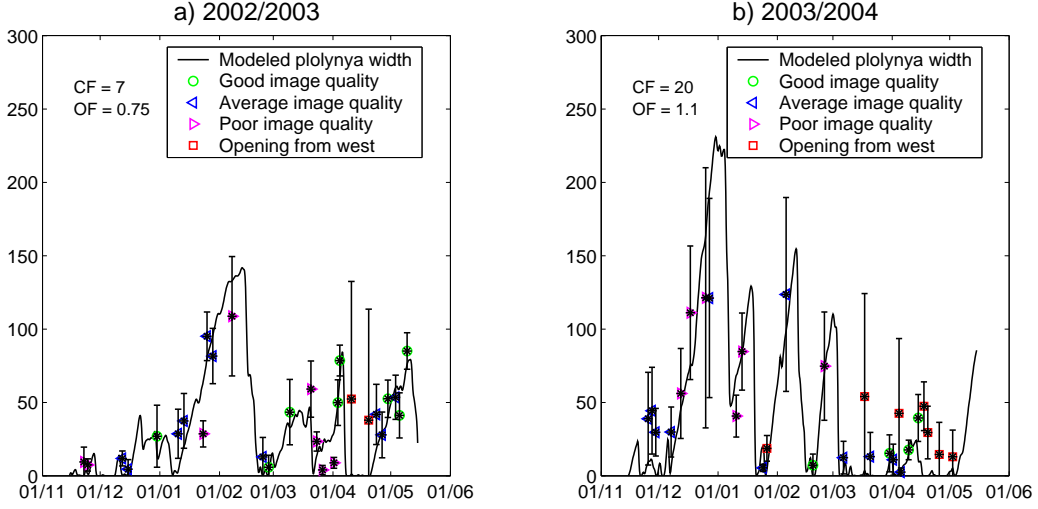 a) 2002/2003
300
250
200
150
100
50
0
01/11 01/12 01/01 01/02 01/03 01/04 01/05 01/06
CF = 7
OF = 0.75
Modeled plolynya width
Good image quality
Average image quality
Poor image quality
Opening from west
b) 2003/2004
300
250
200
150
100
50
0
01/11 01/12 01/01 01/02 01/03 01/04 01/05 01/06
CF = 20
OF = 1.1
Modeled plolynya width
Good image quality
Average image quality
Poor image quality
Opening from west